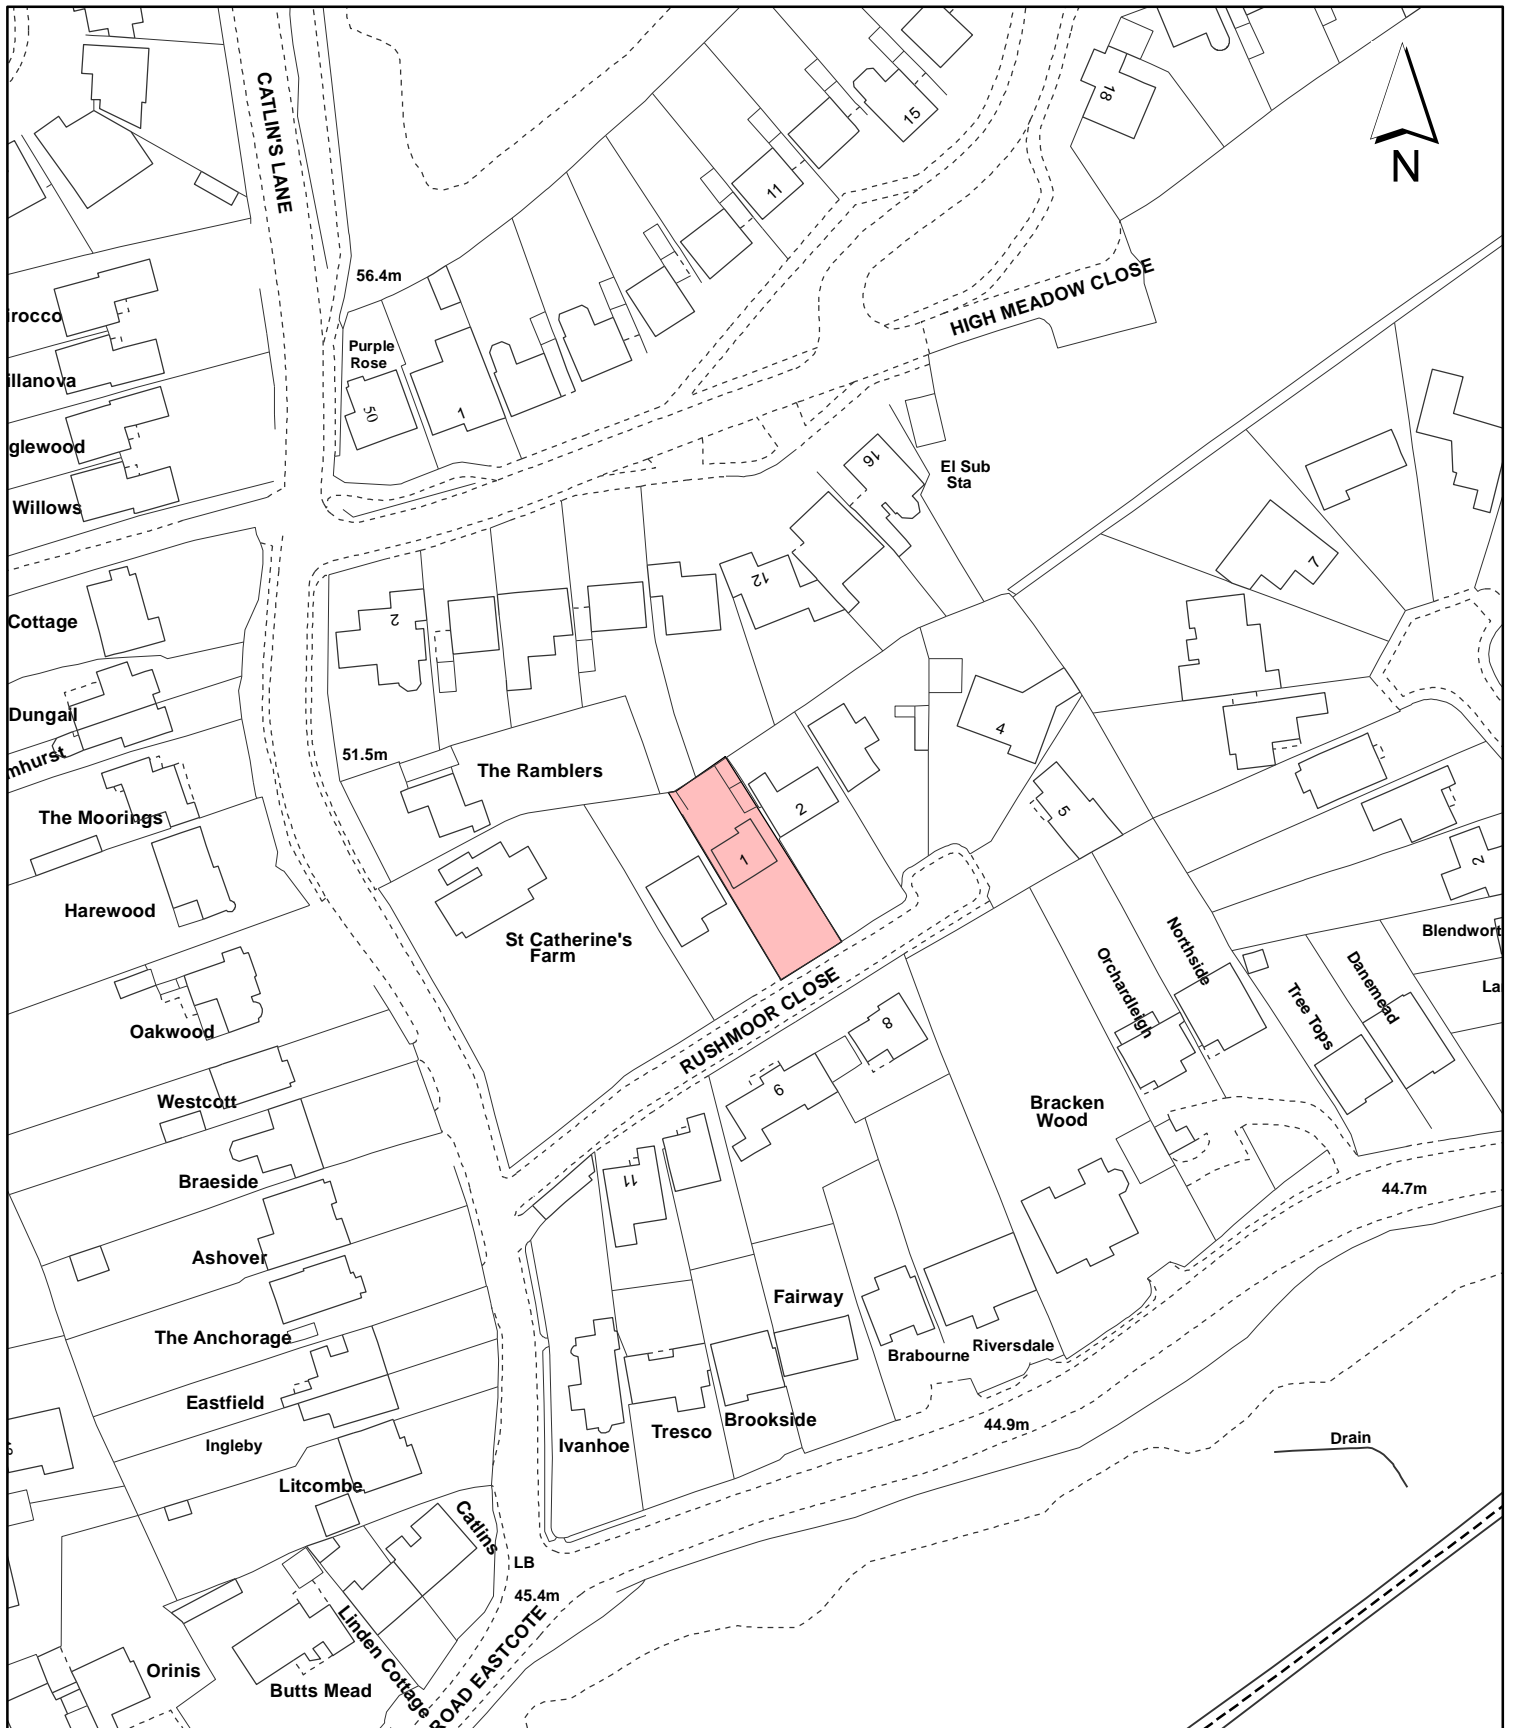 CATLIN'S LANE
18
15
11
N
56.4m
HIGH MEADOW CLOSE
irocco
Purple
Rose
illanova
50
1
glewood
16
El Sub
Sta
Willows
7
12
Cottage
2
Dungail
4
mhurst
51.5m
The Ramblers
The Moorings
2
5
1
2
Harewood
St Catherine's
Farm
Northside
Blendwort
Orchardleigh
Danemead
La
Tree Tops
RUSHMOOR CLOSE
8
Oakwood
6
Westcott
Bracken
Wood
11
Braeside
44.7m
Ashover
Fairway
The Anchorage
Brabourne
Riversdale
Eastfield
Brookside
Tresco
44.9m
Ivanhoe
Ingleby
Drain
Litcombe
Catlins
LB
45.4m
Linden Cottage
ROAD EASTCOTE
Orinis
Butts Mead